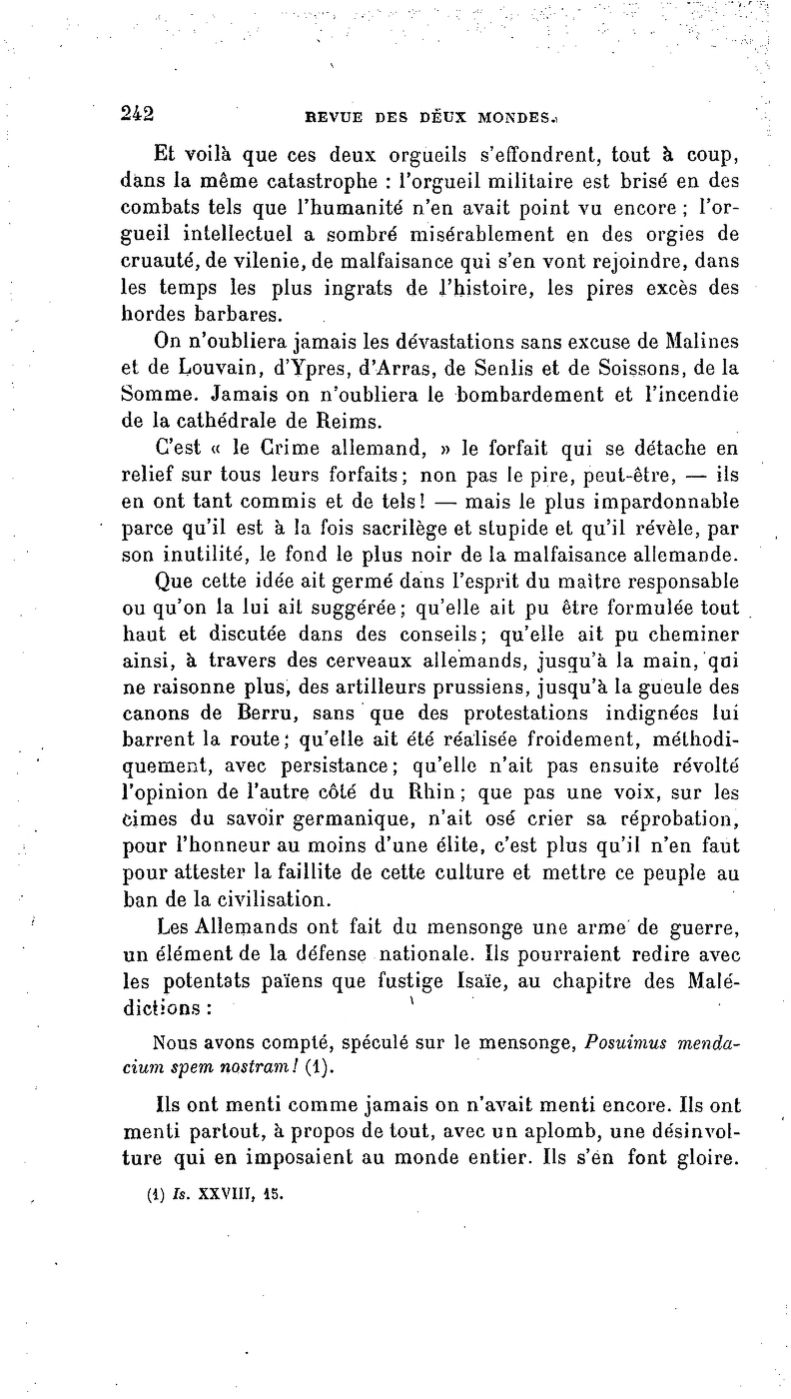 242 REVUE DES DEUX MONDES.
Et voilà que ces deux orgueils s'effondrent, tout à coup,
dans la même catastrophe : l'orgueil militaire est brisé en des
combats tels que l'humanité n'en avait point vu encore ; l'or-
gueil intellectuel a sombré misérablement en des orgies de
cruauté, de vilenie, de malfaisance qui s'en vont rejoindre, dans
les temps les plus ingrats de l'histoire, les pires excès des
hordes barbares.
On n'oubliera jamais les dévastations sans excuse de Malines
et de Louvain, d'Ypres, d'Arras, de Senlis et de Soissons, de la
Somme. Jamais on n'oubliera le bombardement et l'incendie
de la cathédrale de Reims.
C'est « le Crime allemand, » le forfait qui se détache en
relief sur tous leurs forfaits ; non pas le pire, peut-être, — ils
en ont tant commis et de tels ! — mais le plus impardonnable
parce qu'il est à la fois sacrilège et stupide et qu'il révèle, par
son inutilité, le fond le plus noir de la malfaisance allemande.
Que cette idée ait germé dans l'esprit du maître responsable
ou qu'on la lui ait suggérée ; qu'elle ait pu être formulée tout
haut et discutée dans des conseils ; qu'elle ait pu cheminer
ainsi, à travers des cerveaux allemands, jusqu'à la main, qui
ne raisonne plus, des artilleurs prussiens, jusqu'à la gueule des
canons de Berru, sans que des protestations indignées lui
barrent la route ; qu'elle ait été réalisée froidement, méthodi-
quement, avec persistance ; qu'elle n'ait pas ensuite révolté
l'opinion de l'autre côté du Rhin ; que pas une voix, sur les
cimes du savoir germanique, n'ait osé crier sa réprobation,
pour l'honneur au moins d'une élite, c'est plus qu'il n'en faut
pour attester la faillite de cette culture et mettre ce peuple au
ban de la civilisation.
Les Allemands ont fait du mensonge une arme de guerre,
un élément de la défense nationale. Ils pourraient redire avec
les potentats païens que fustige Isaïe, au chapitre des Malé-
dictions :
Nous avons compté, spéculé sur le mensonge, Posuimus menda-
cium spem nostram ! (1).
Ils ont menti comme jamais on n'avait menti encore. Ils ont
menti partout, à propos de tout, avec un aplomb, une désinvol-
ture qui en imposaient au monde entier. Ils s'en font gloire.
(1) Is. XXVIII, 15.